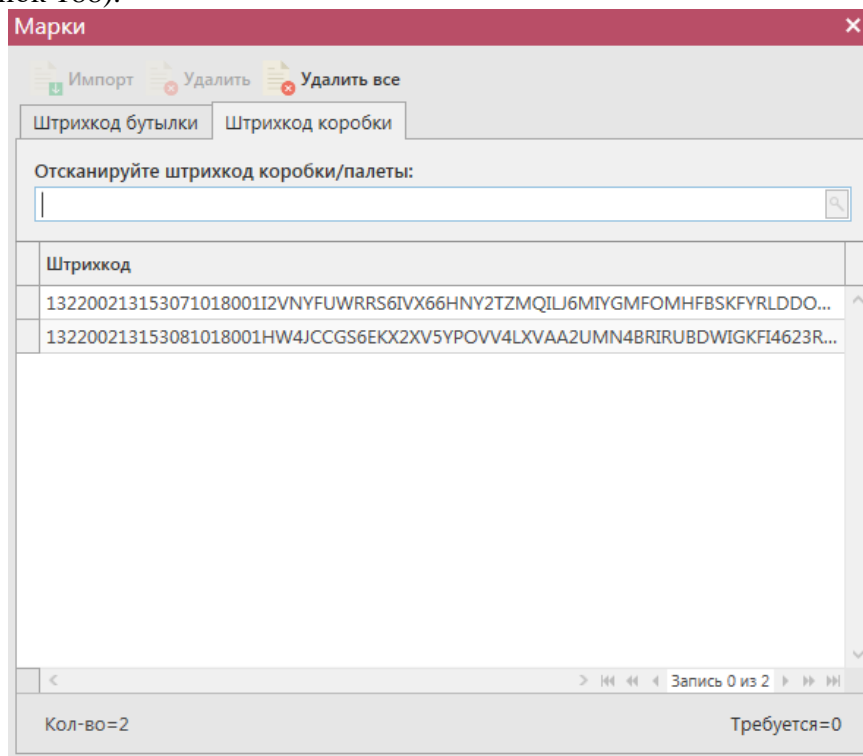 Марки
Импорт Удалить Удалить все
Штрихкод бутылки Штрихкод коробки
Отсканируйте штрихкод коробки/палеты:
Штрихкод
132200213153071018001I2VNYFUWRRS6IVX66HNY2TZMQILJ6MIYGMFOMHFBSKFYRLDDO...
132200213153081018001HW4JCCGS6EKX2XV5YPOVV4LXVAA2UMN4BRIRUBDWIGKFI4623R...
Запись 0 из 2
Кол-во=2 Требуется=0